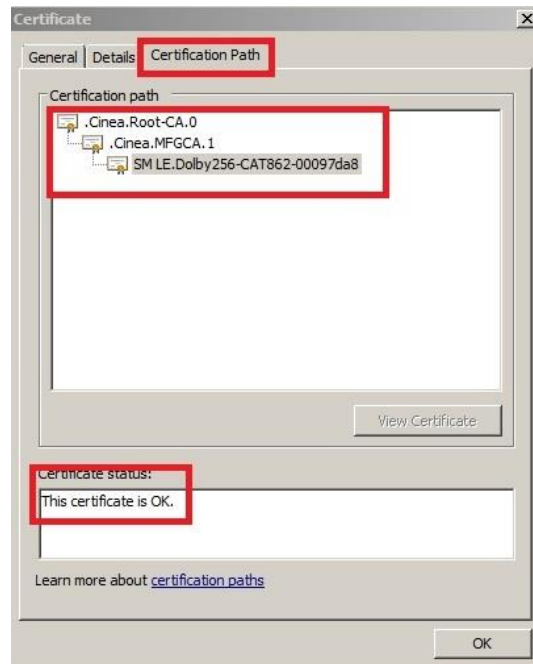 Certificate
General Details Certification Path
Certification path
.Cinea.Root-CA.0
.Cinea.MFGCA.1
SM LE.Dolby256-CAT862-00097da8
View Certificate
Certificate status:
This certificate is OK.
Learn more about certification paths
OK